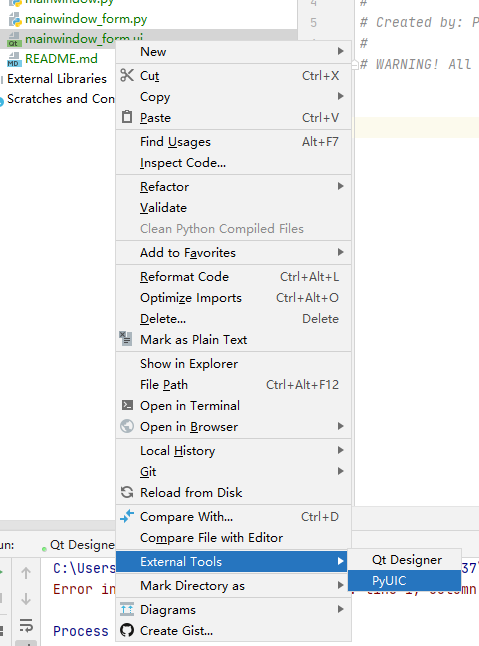 mainwindow.py
mainwindow_form.py
mainwindow_form.ui
README.md
External Libraries
Scratches and Con
4 #
5 # Created by: P
#
# WARNING! All
New
Cut Ctrl+X
Copy
Paste Ctrl+V
Find Usages Alt+F7
Inspect Code...
Refactor
Validate
Clean Python Compiled Files
Add to Favorites
Reformat Code Ctrl+Alt+L
Optimize Imports Ctrl+Alt+O
Delete... Delete
Mark as Plain Text
Show in Explorer
File Path Ctrl+Alt+F12
Open in Terminal
Open in Browser
Local History
Git
Reload from Disk
Compare With... Ctrl+D
Compare File with Editor
External Tools
Qt Designer
PyUIC
Mark Directory as
Diagrams
Create Gist...
un: Qt Designer
C:\Users 37\
Error in line 1, column
Process